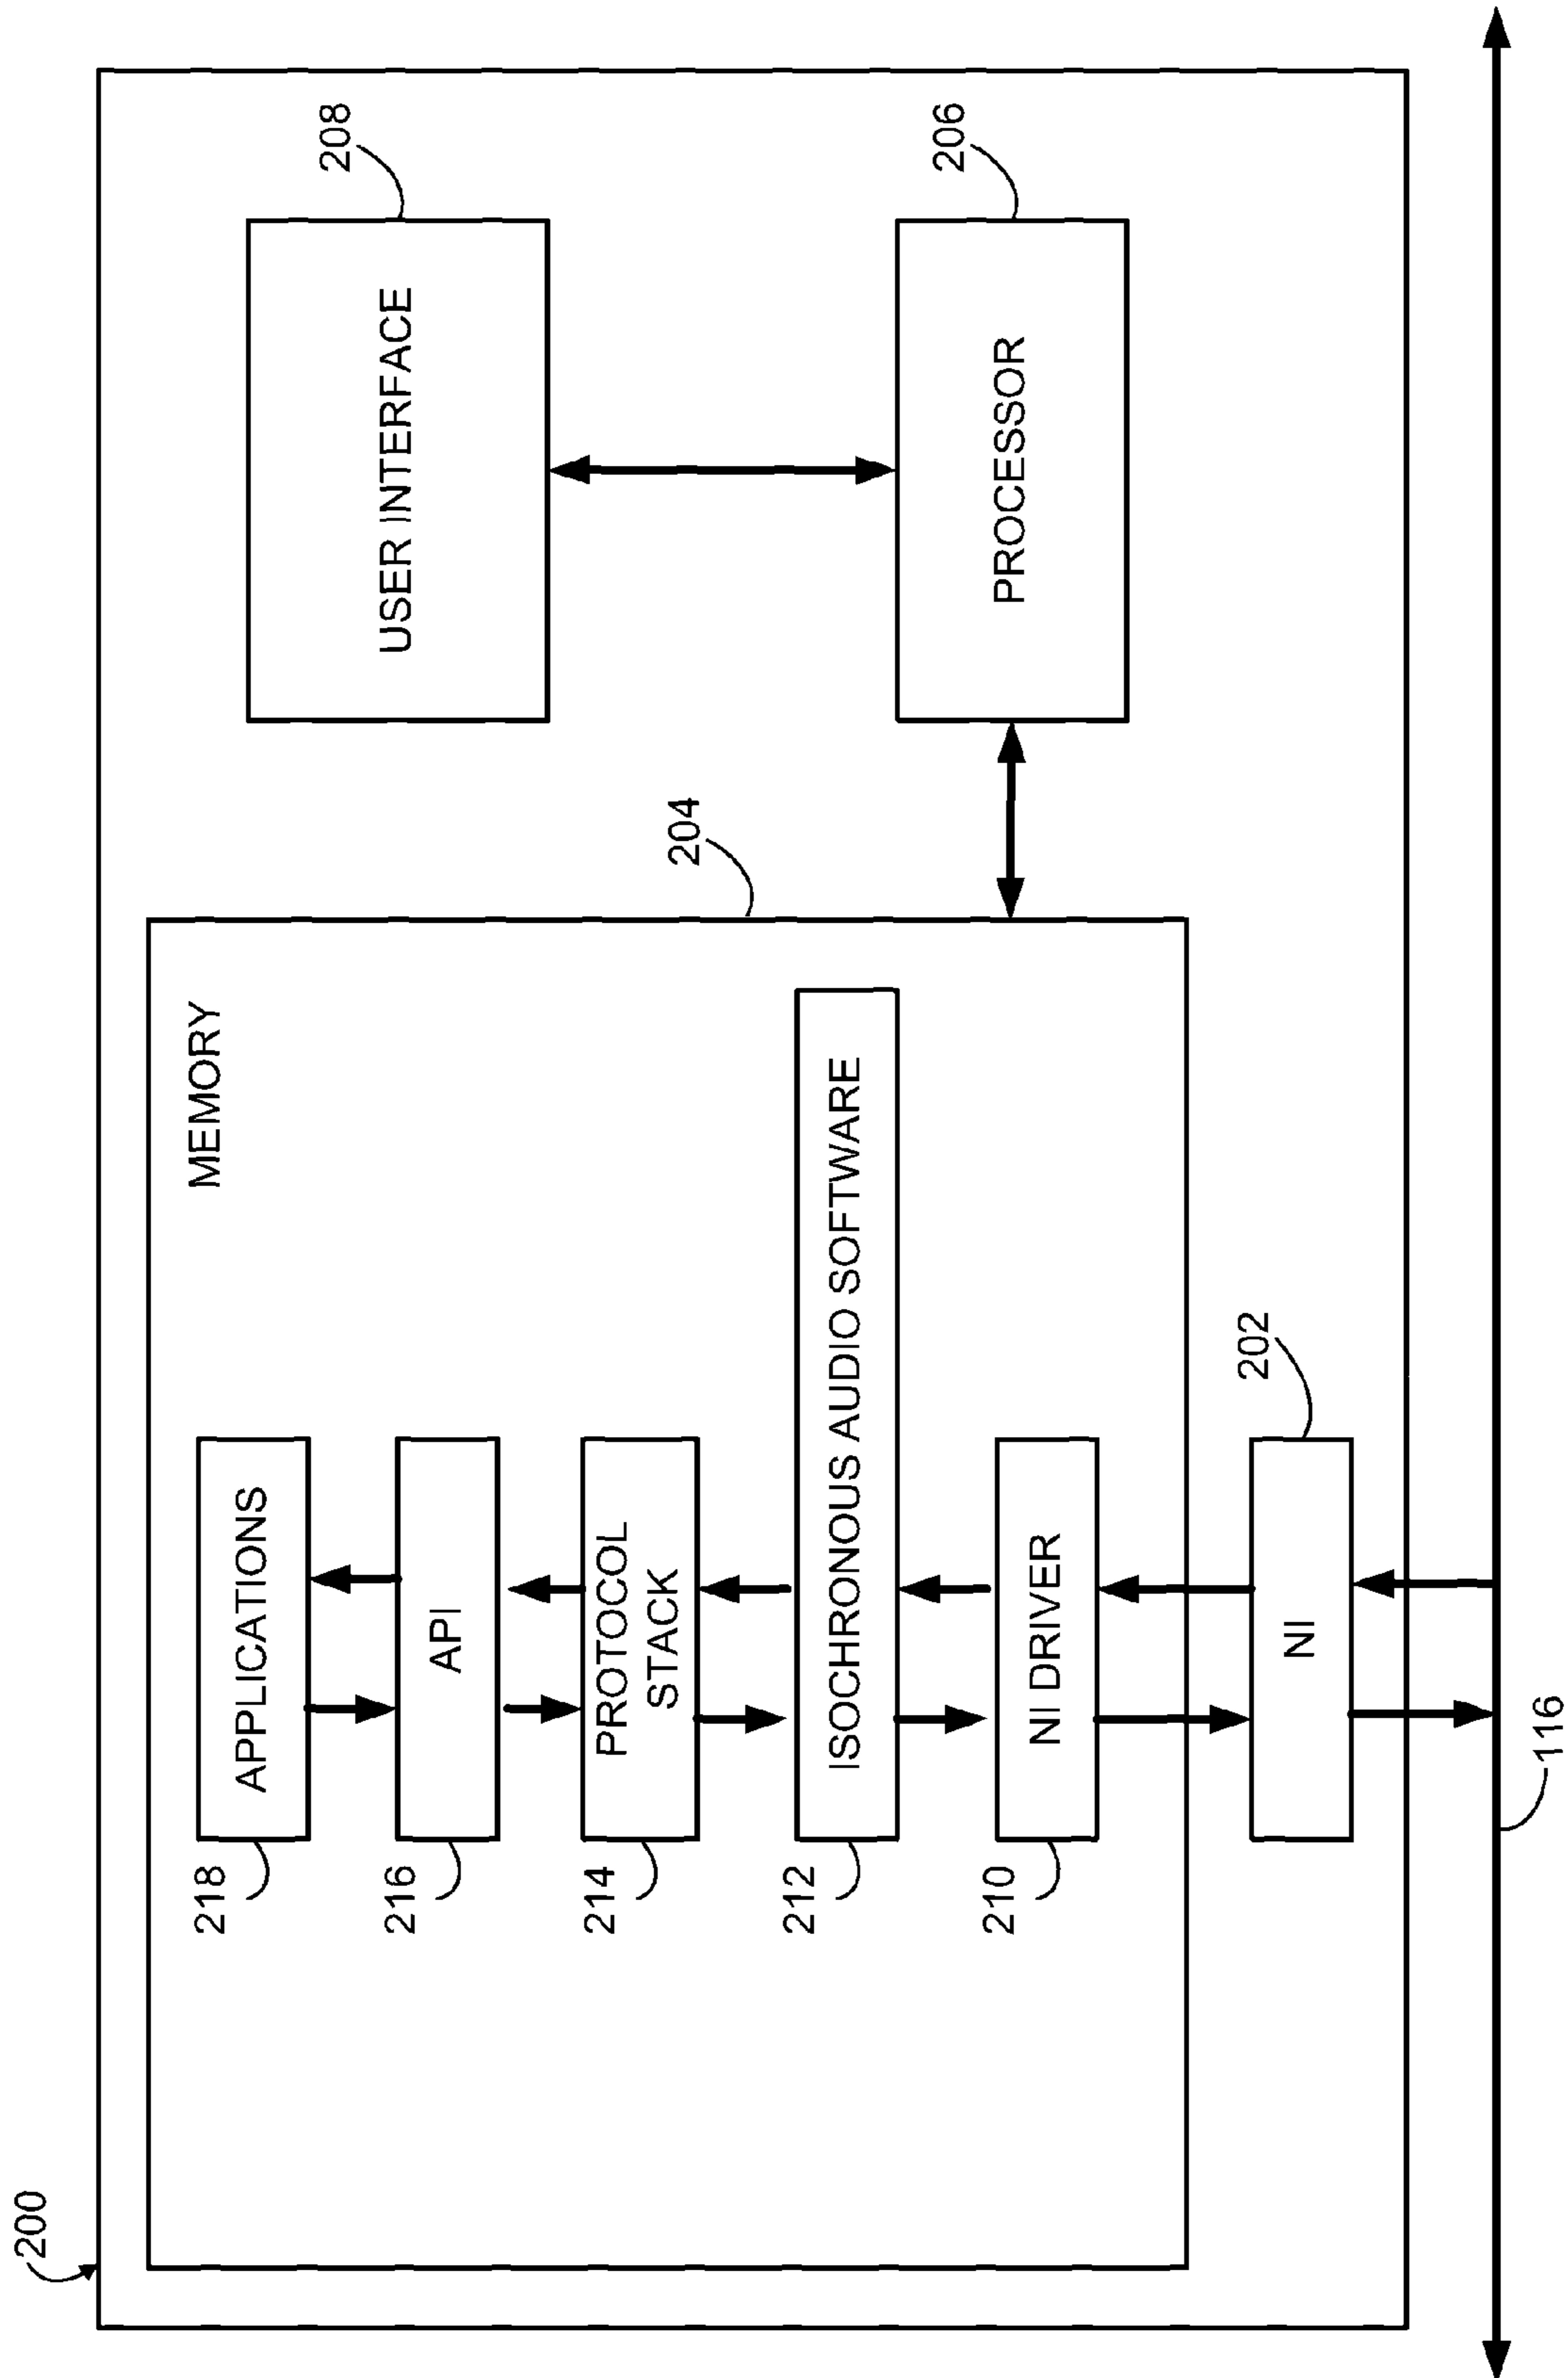 200
MEMORY
218
APPLICATIONS
216
API
214
PROTOCOL
STACK
212
ISOCHRONOUS AUDIO SOFTWARE
210
NI DRIVER
NI
202
204
USER INTERFACE
208
PROCESSOR
206
116